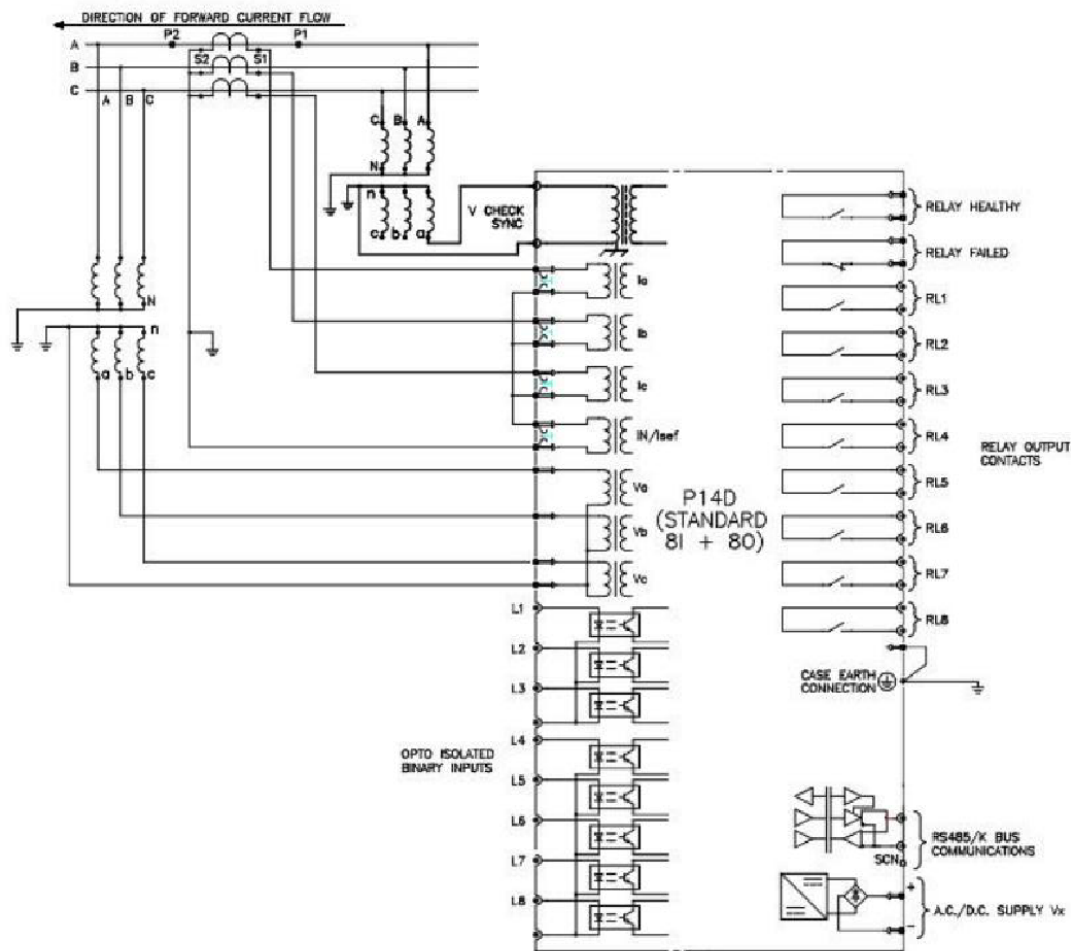 DIRECTION OF FORWARD CURRENT FLOW
P2 P1
A
S2 S1
B
C
A B C
C B A
N
n
c b a
V CHECK
SYNC
N
n
a b c
Ia
Ib
Ic
IN/Isef
Va
Vb
Vc
P14D
(STANDARD
8I + 8O)
RELAY HEALTHY
RELAY FAILED
RL1
RL2
RL3
RL4
RL5
RL6
RL7
RL8
RELAY OUTPUT
CONTACTS
L1
L2
L3
L4
L5
L6
L7
L8
OPTO ISOLATED
BINARY INPUTS
CASE EARTH
CONNECTION
RS485/K BUS
COMMUNICATIONS
SCN
+
A.C./D.C. SUPPLY Vx
-